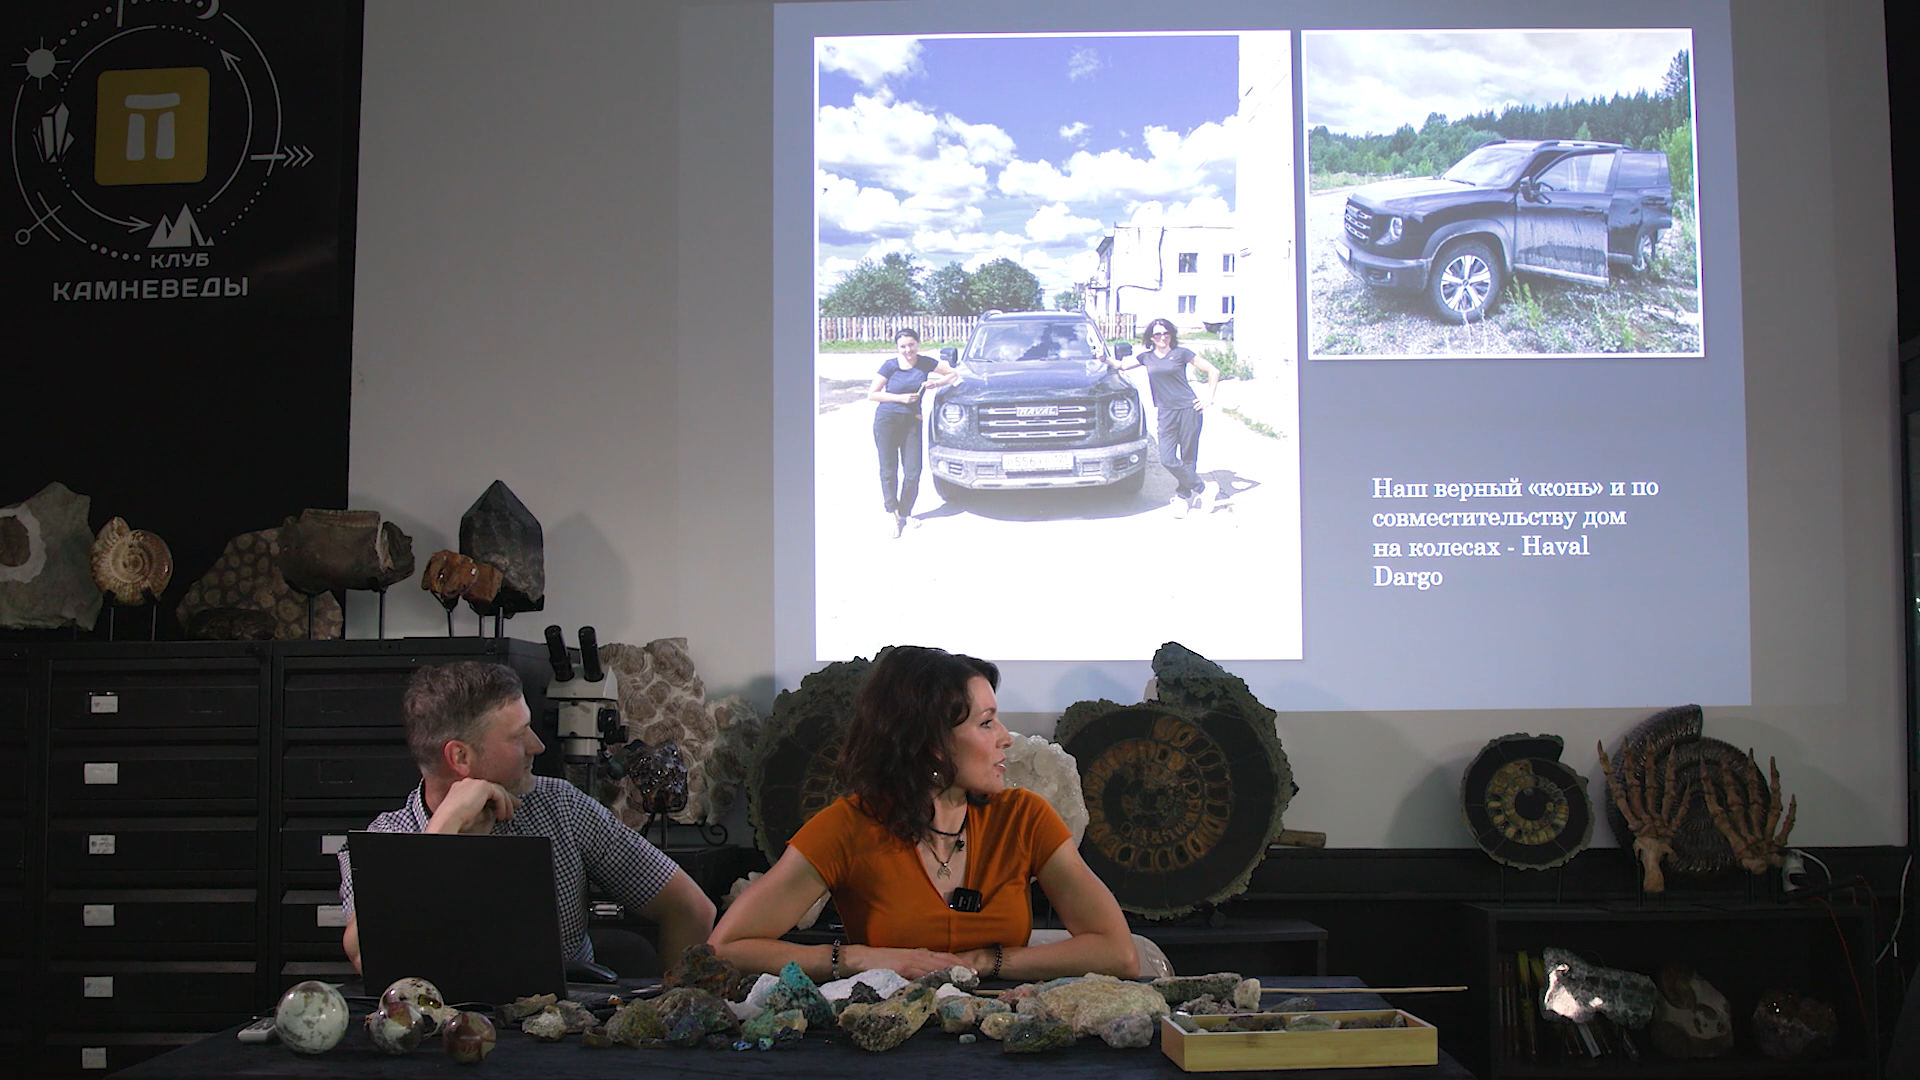 КЛУБ
КАМНЕВЕДЫ
HAVAL
Наш верный «конь» и по
совместительству дом
на колесах - Haval
Dargo